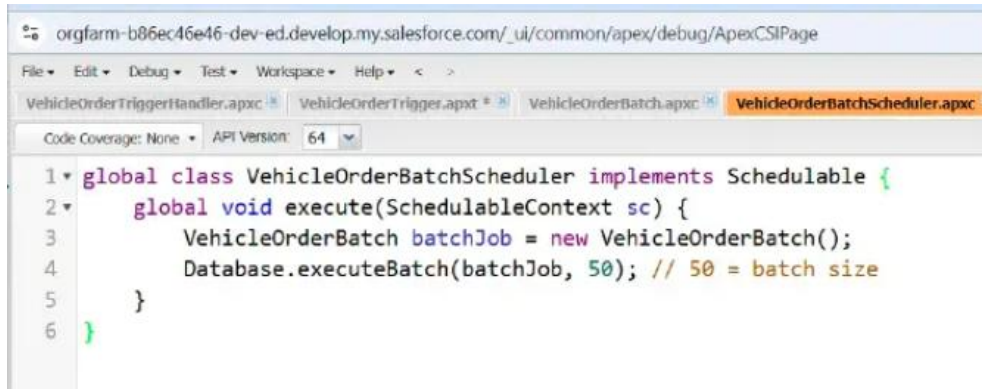 orgfarm-b86ec46e46-dev-ed.develop.my.salesforce.com/_ui/common/apex/debug/ApexCSIPage
File Edit Debug Test Workspace Help < >
VehicleOrderTriggerHandler.apxc VehicleOrderTrigger.apxt * VehicleOrderBatch.apxc VehicleOrderBatchScheduler.apxc
Code Coverage: None API Version: 64
1 global class VehicleOrderBatchScheduler implements Schedulable {
2 global void execute(SchedulableContext sc) {
3 VehicleOrderBatch batchJob = new VehicleOrderBatch();
4 Database.executeBatch(batchJob, 50); // 50 = batch size
5 }
6 }